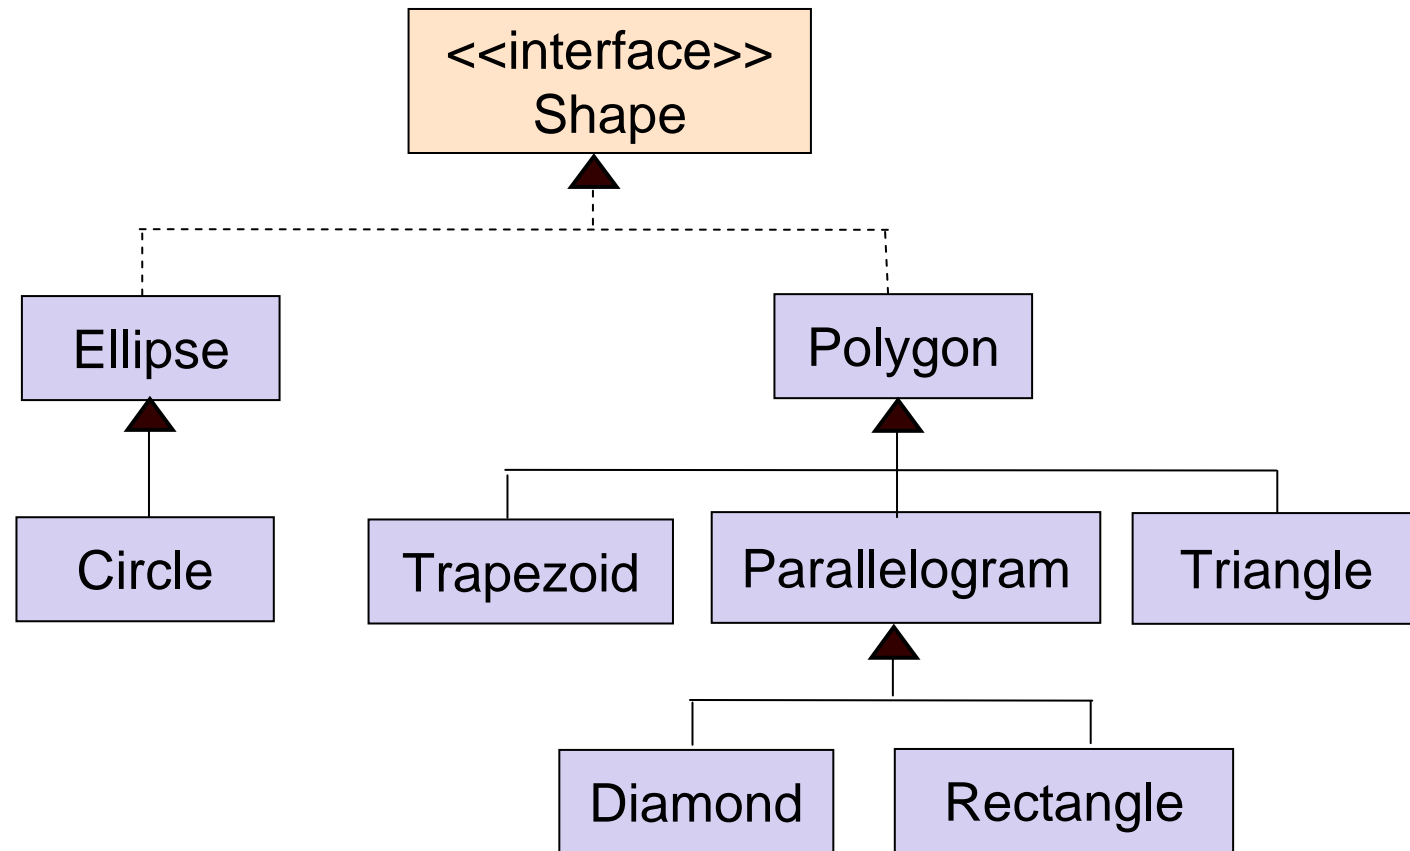 <<interface>>
Shape
Ellipse
Polygon
Circle
Trapezoid
Parallelogram
Triangle
Diamond
Rectangle